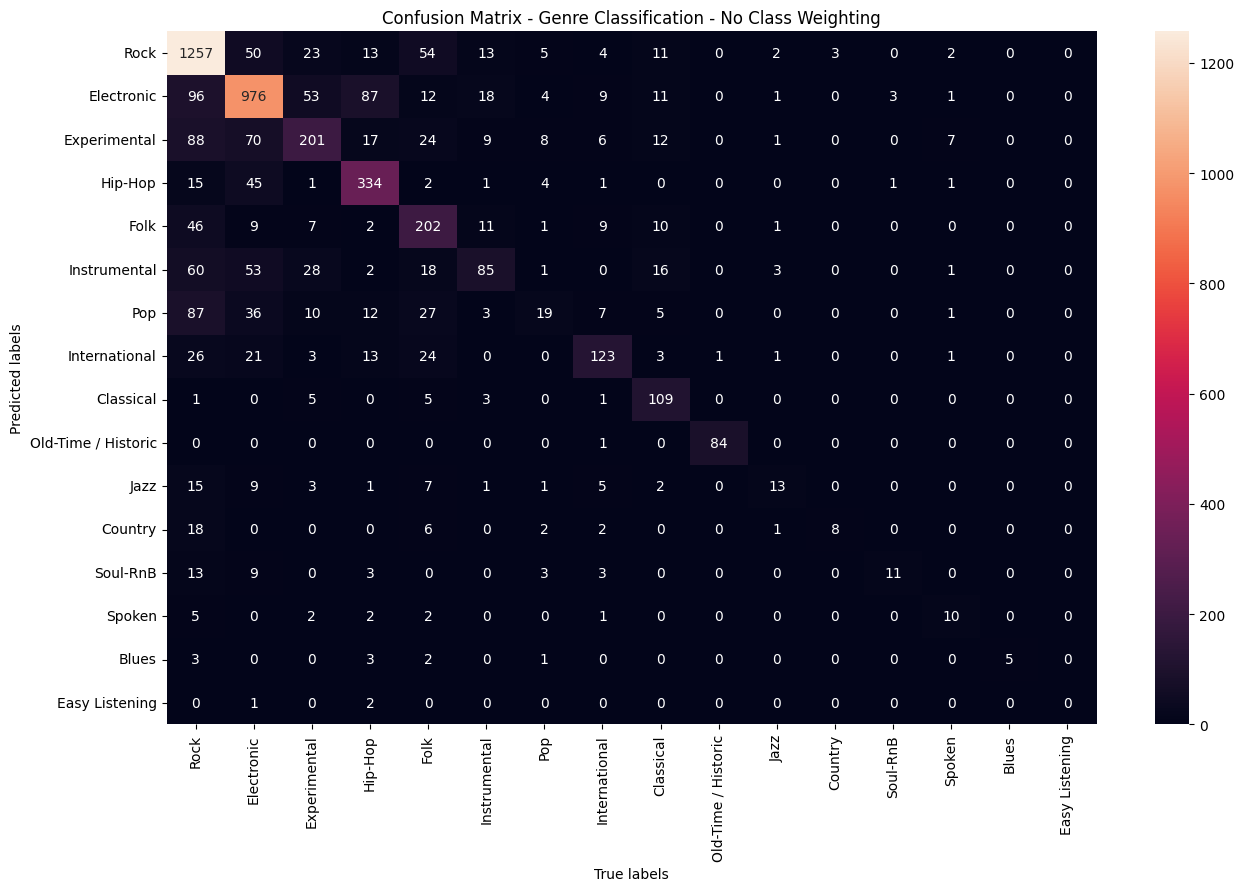 Confusion Matrix - Genre Classification - No Class Weighting
Predicted labels
Rock 1257 50 23 13 54 13 5 4 11 0 2 3 0 2 0 0
Electronic 96 976 53 87 12 18 4 9 11 0 1 0 3 1 0 0
Experimental 88 70 201 17 24 9 8 6 12 0 1 0 0 7 0 0
Hip-Hop 15 45 1 334 2 1 4 1 0 0 0 0 1 1 0 0
Folk 46 9 7 2 202 11 1 9 10 0 1 0 0 0 0 0
Instrumental 60 53 28 2 18 85 1 0 16 0 3 0 0 1 0 0
Pop 87 36 10 12 27 3 19 7 5 0 0 0 0 1 0 0
International 26 21 3 13 24 0 0 123 3 1 1 0 0 1 0 0
Classical 1 0 5 0 5 3 0 1 109 0 0 0 0 0 0 0
Old-Time / Historic 0 0 0 0 0 0 0 1 0 84 0 0 0 0 0 0
Jazz 15 9 3 1 7 1 1 5 2 0 13 0 0 0 0 0
Country 18 0 0 0 6 0 2 2 0 0 1 8 0 0 0 0
Soul-RnB 13 9 0 3 0 0 3 3 0 0 0 0 11 0 0 0
Spoken 5 0 2 2 2 0 0 1 0 0 0 0 0 10 0 0
Blues 3 0 0 3 2 0 1 0 0 0 0 0 0 0 5 0
Easy Listening 0 1 0 2 0 0 0 0 0 0 0 0 0 0 0 0
Rock Electronic Experimental Hip-Hop Folk Instrumental Pop International Classical Old-Time / Historic Jazz Country Soul-RnB Spoken Blues Easy Listening
True labels
1200
1000
800
600
400
200
0